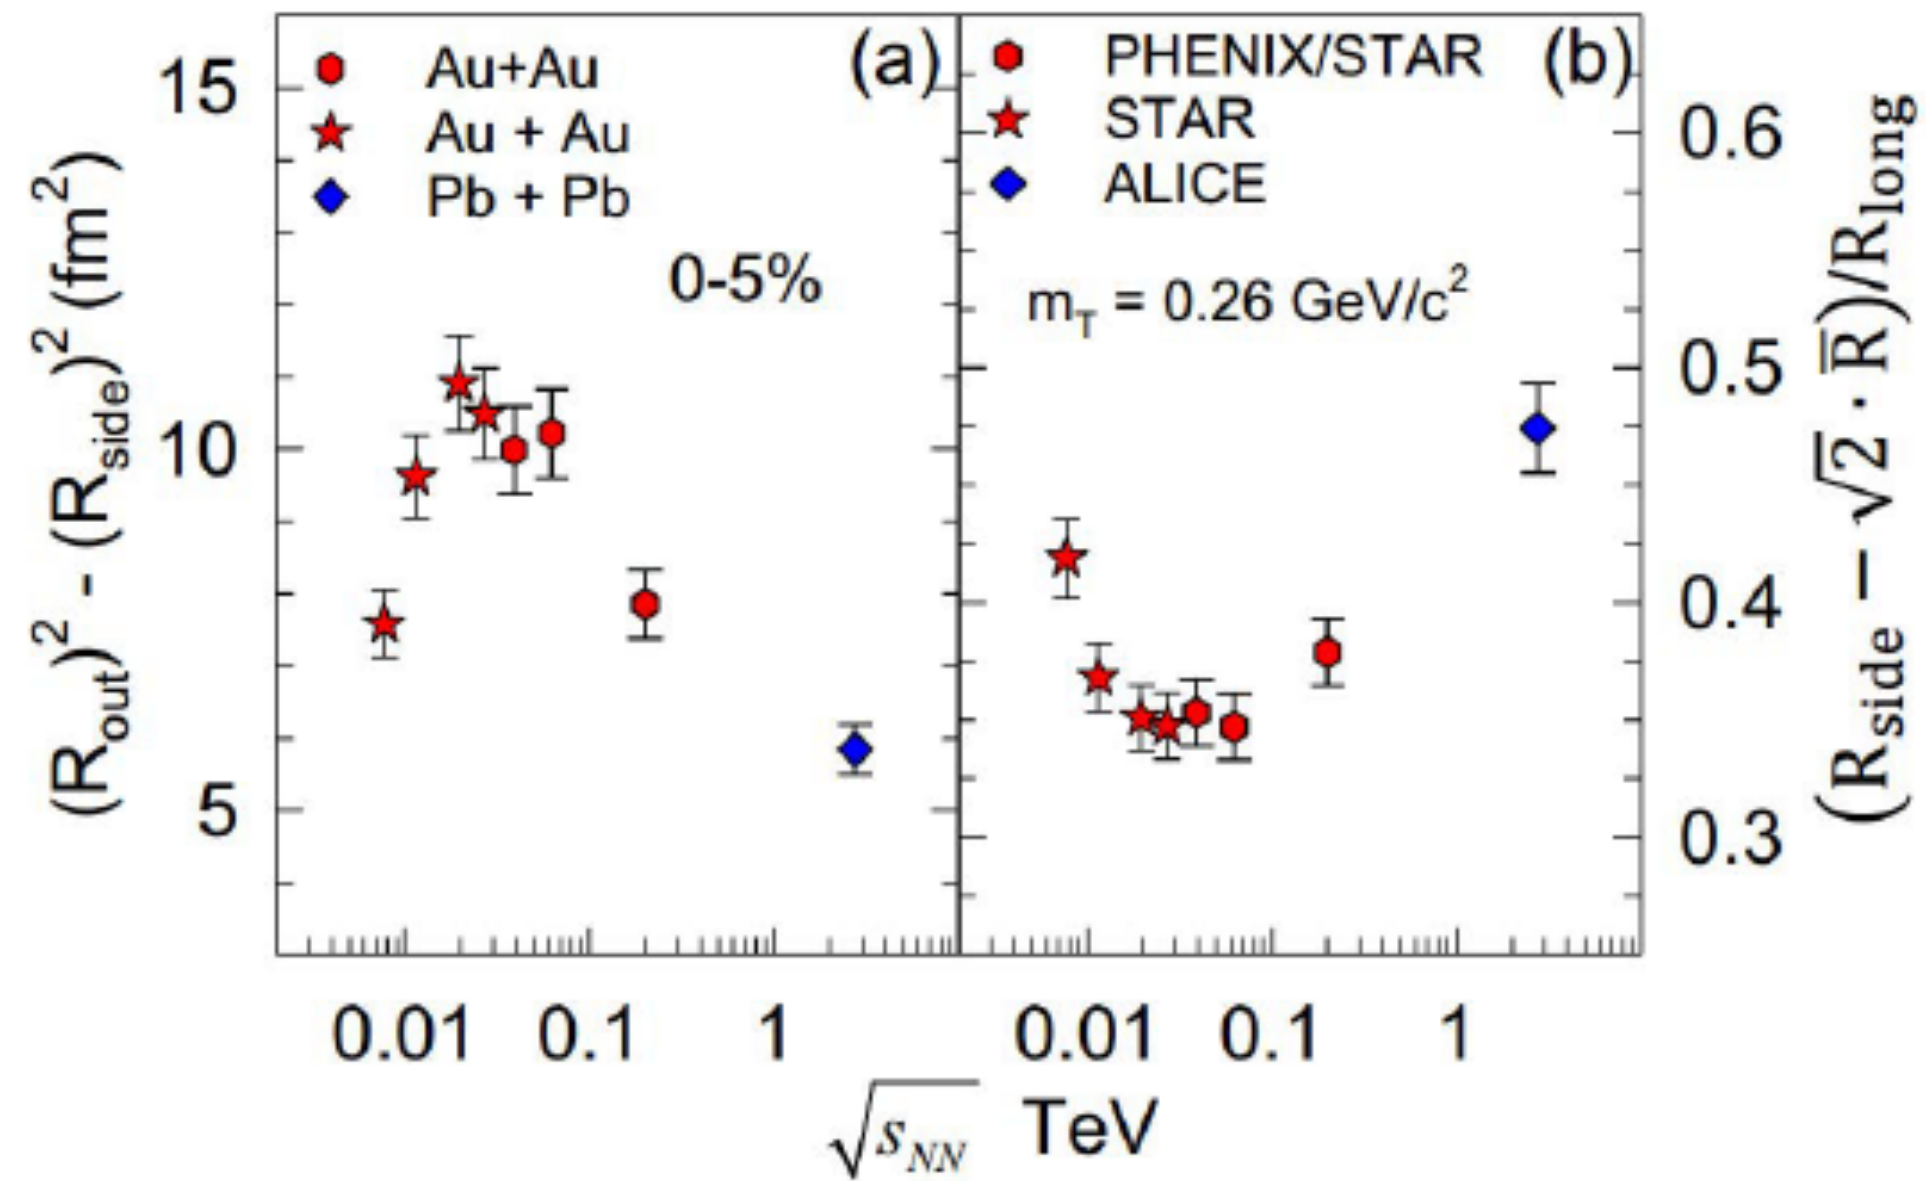 (R_out)^2 - (R_side)^2 (fm^2)
15
10
5
Au+Au
Au + Au
Pb + Pb
(a)
0-5%
0.01 0.1 1
PHENIX/STAR
STAR
ALICE
(b)
m_T = 0.26 GeV/c^2
0.01 0.1 1
0.6
0.5
0.4
0.3
(R_side − √2 · R̅)/R_long
√s_NN TeV